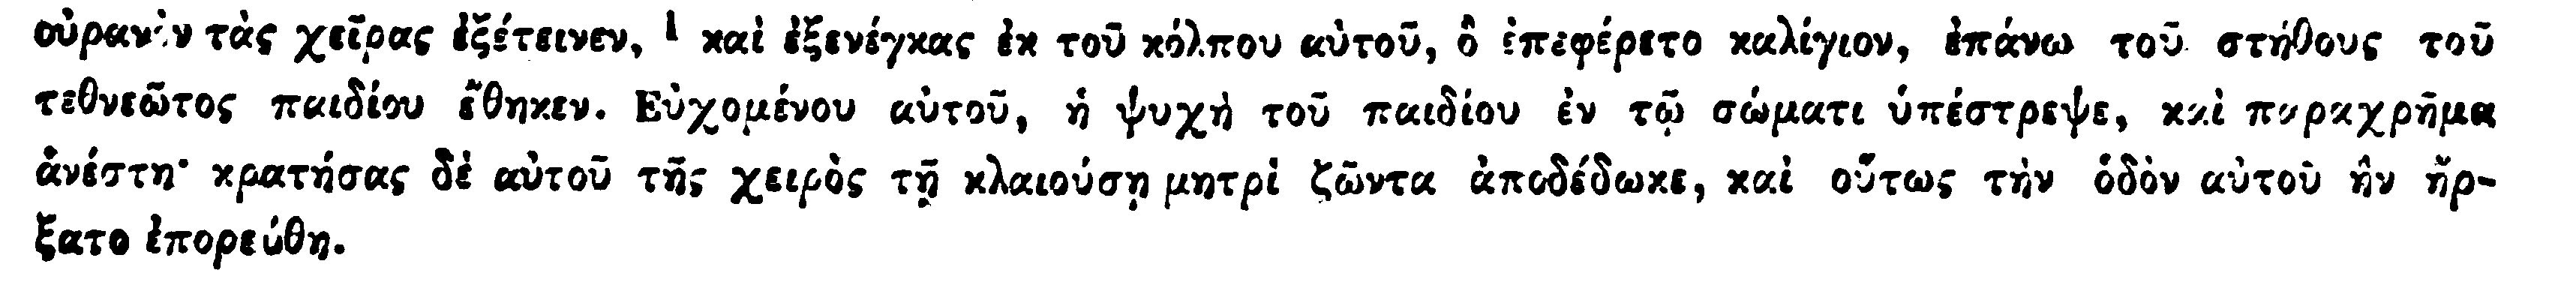 οὐρανὸν τὰς χεῖρας ἐξέτεινεν, | καὶ ἐξενέγκας ἐκ τοῦ κόλπου αὐτοῦ, ὃ ἐπεφέρετο καλίγιον, ἐπάνω τοῦ στήθους τοῦ
τεθνεῶτος παιδίου ἔθηκεν. Εὐχομένου αὐτοῦ, ἡ ψυχὴ τοῦ παιδίου ἐν τῷ σώματι ὑπέστρεψε, καὶ παραχρῆμα
ἀνέστη· κρατήσας δὲ αὐτοῦ τῆς χειρὸς τῇ κλαιούσῃ μητρὶ ζῶντα ἀποδέδωκε, καὶ οὕτως τὴν ὁδὸν αὐτοῦ ἣν ἤρ-
ξατο ἐπορεύθη.